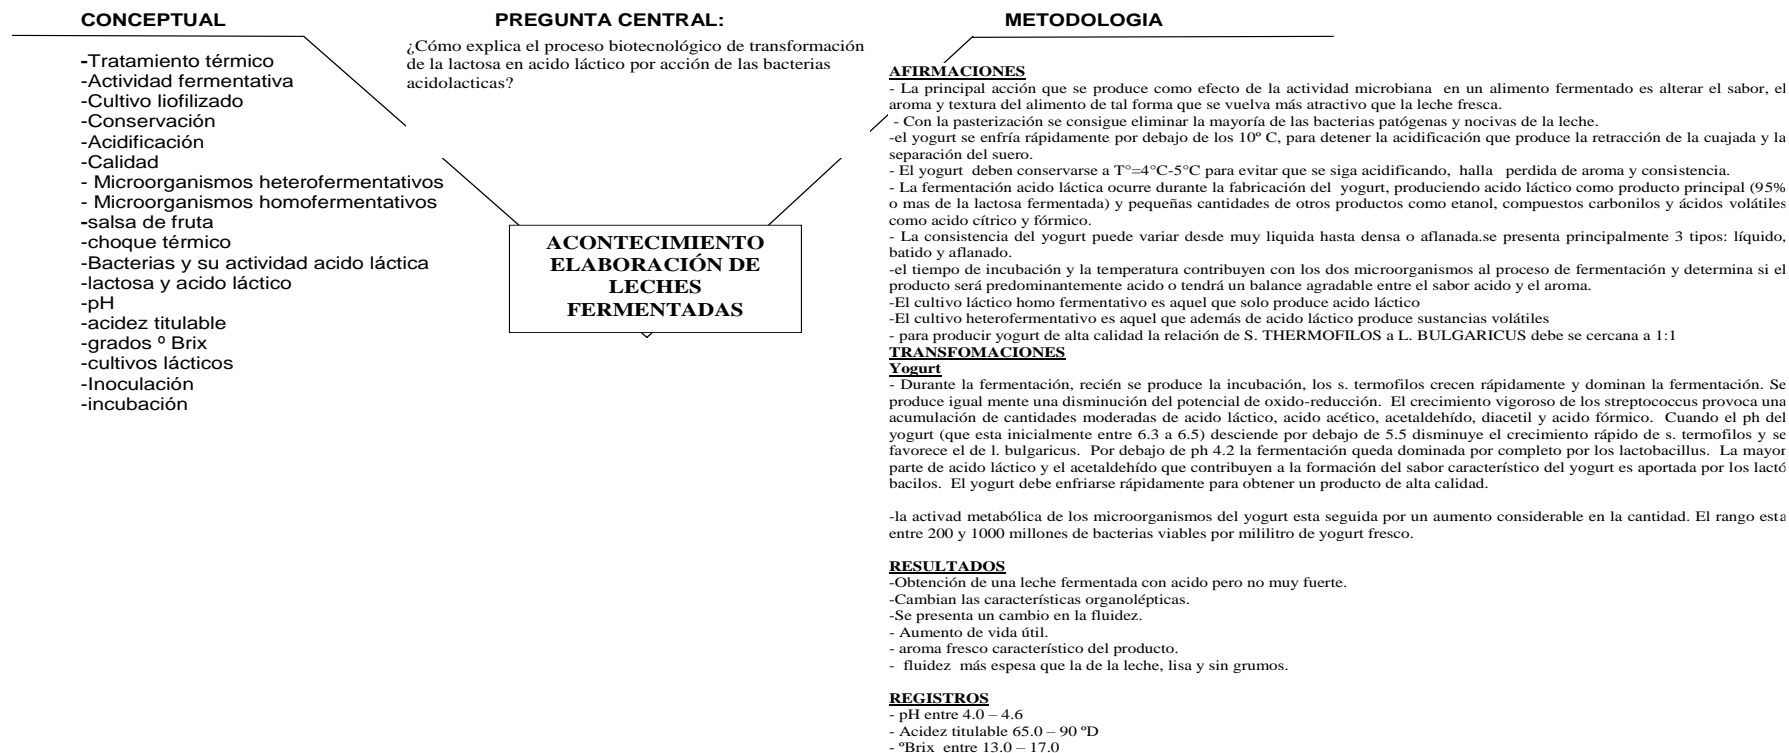 CONCEPTUAL
-Tratamiento térmico
-Actividad fermentativa
-Cultivo liofilizado
-Conservación
-Acidificación
-Calidad
- Microorganismos heterofermentativos
- Microorganismos homofermentativos
-salsa de fruta
-choque térmico
-Bacterias y su actividad acido láctica
-lactosa y acido láctico
-pH
-acidez titulable
-grados º Brix
-cultivos lácticos
-Inoculación
-incubación
PREGUNTA CENTRAL:
¿Cómo explica el proceso biotecnológico de transformación
de la lactosa en acido láctico por acción de las bacterias
acidolacticas?
ACONTECIMIENTO
ELABORACIÓN DE
LECHES
FERMENTADAS
METODOLOGIA
AFIRMACIONES
- La principal acción que se produce como efecto de la actividad microbiana en un alimento fermentado es alterar el sabor, el
aroma y textura del alimento de tal forma que se vuelva más atractivo que la leche fresca.
- Con la pasterización se consigue eliminar la mayoría de las bacterias patógenas y nocivas de la leche.
-el yogurt se enfría rápidamente por debajo de los 10º C, para detener la acidificación que produce la retracción de la cuajada y la
separación del suero.
- El yogurt deben conservarse a T°=4°C-5°C para evitar que se siga acidificando, halla perdida de aroma y consistencia.
- La fermentación acido láctica ocurre durante la fabricación del yogurt, produciendo acido láctico como producto principal (95%
o mas de la lactosa fermentada) y pequeñas cantidades de otros productos como etanol, compuestos carbonilos y ácidos volátiles
como acido cítrico y fórmico.
- La consistencia del yogurt puede variar desde muy liquida hasta densa o aflanada.se presenta principalmente 3 tipos: líquido,
batido y aflanado.
-el tiempo de incubación y la temperatura contribuyen con los dos microorganismos al proceso de fermentación y determina si el
producto será predominantemente acido o tendrá un balance agradable entre el sabor acido y el aroma.
-El cultivo láctico homo fermentativo es aquel que solo produce acido láctico
-El cultivo heterofermentativo es aquel que además de acido láctico produce sustancias volátiles
- para producir yogurt de alta calidad la relación de S. THERMOFILOS a L. BULGARICUS debe se cercana a 1:1
TRANSFOMACIONES
Yogurt
- Durante la fermentación, recién se produce la incubación, los s. termofilos crecen rápidamente y dominan la fermentación. Se
produce igual mente una disminución del potencial de oxido-reducción. El crecimiento vigoroso de los streptococcus provoca una
acumulación de cantidades moderadas de acido láctico, acido acético, acetaldehído, diacetil y acido fórmico. Cuando el ph del
yogurt (que esta inicialmente entre 6.3 a 6.5) desciende por debajo de 5.5 disminuye el crecimiento rápido de s. termofilos y se
favorece el de l. bulgaricus. Por debajo de ph 4.2 la fermentación queda dominada por completo por los lactobacillus. La mayor
parte de acido láctico y el acetaldehído que contribuyen a la formación del sabor característico del yogurt es aportada por los lactó
bacilos. El yogurt debe enfriarse rápidamente para obtener un producto de alta calidad.
-la activad metabólica de los microorganismos del yogurt esta seguida por un aumento considerable en la cantidad. El rango esta
entre 200 y 1000 millones de bacterias viables por mililitro de yogurt fresco.
RESULTADOS
-Obtención de una leche fermentada con acido pero no muy fuerte.
-Cambian las características organolépticas.
-Se presenta un cambio en la fluidez.
- Aumento de vida útil.
- aroma fresco característico del producto.
- fluidez más espesa que la de la leche, lisa y sin grumos.
REGISTROS
- pH entre 4.0 – 4.6
- Acidez titulable 65.0 – 90 ºD
- ºBrix entre 13.0 – 17.0